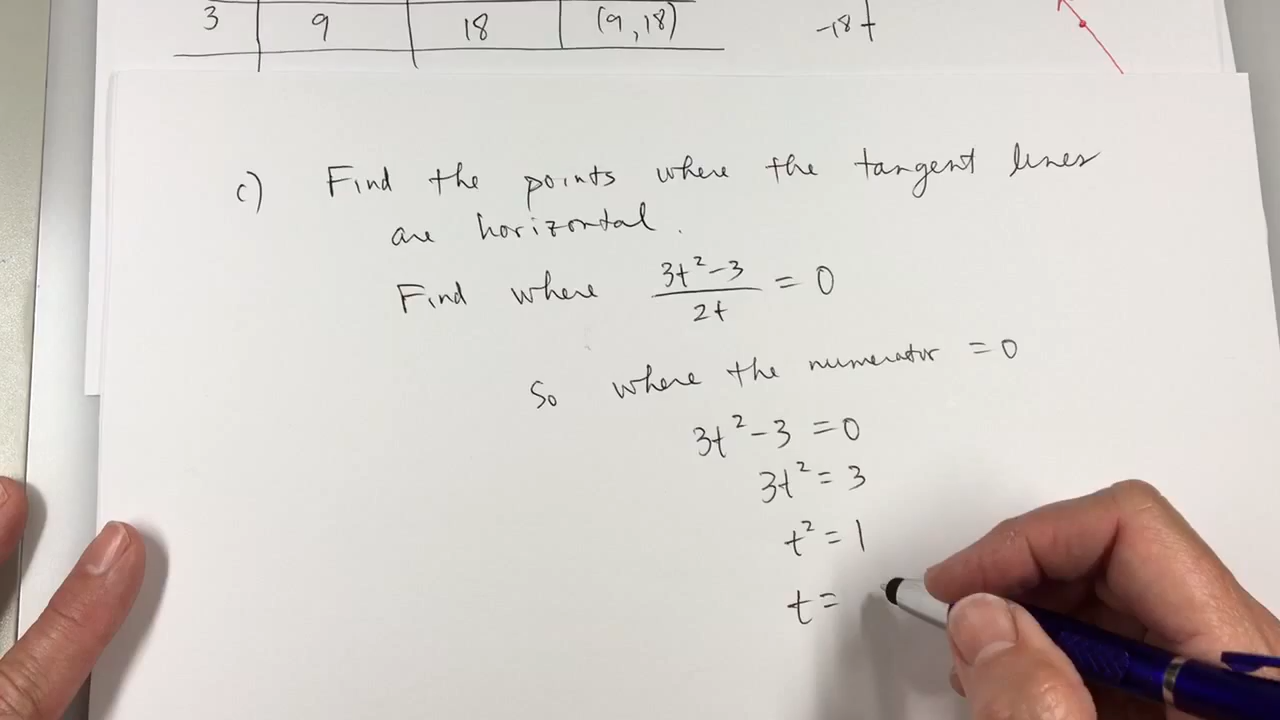 3 9 18 (9,18) -18
c) Find the points where the tangent lines
are horizontal.
Find where (3t²-3)/(2t) = 0
So where the numerator = 0
3t²-3 = 0
3t² = 3
t² = 1
t =